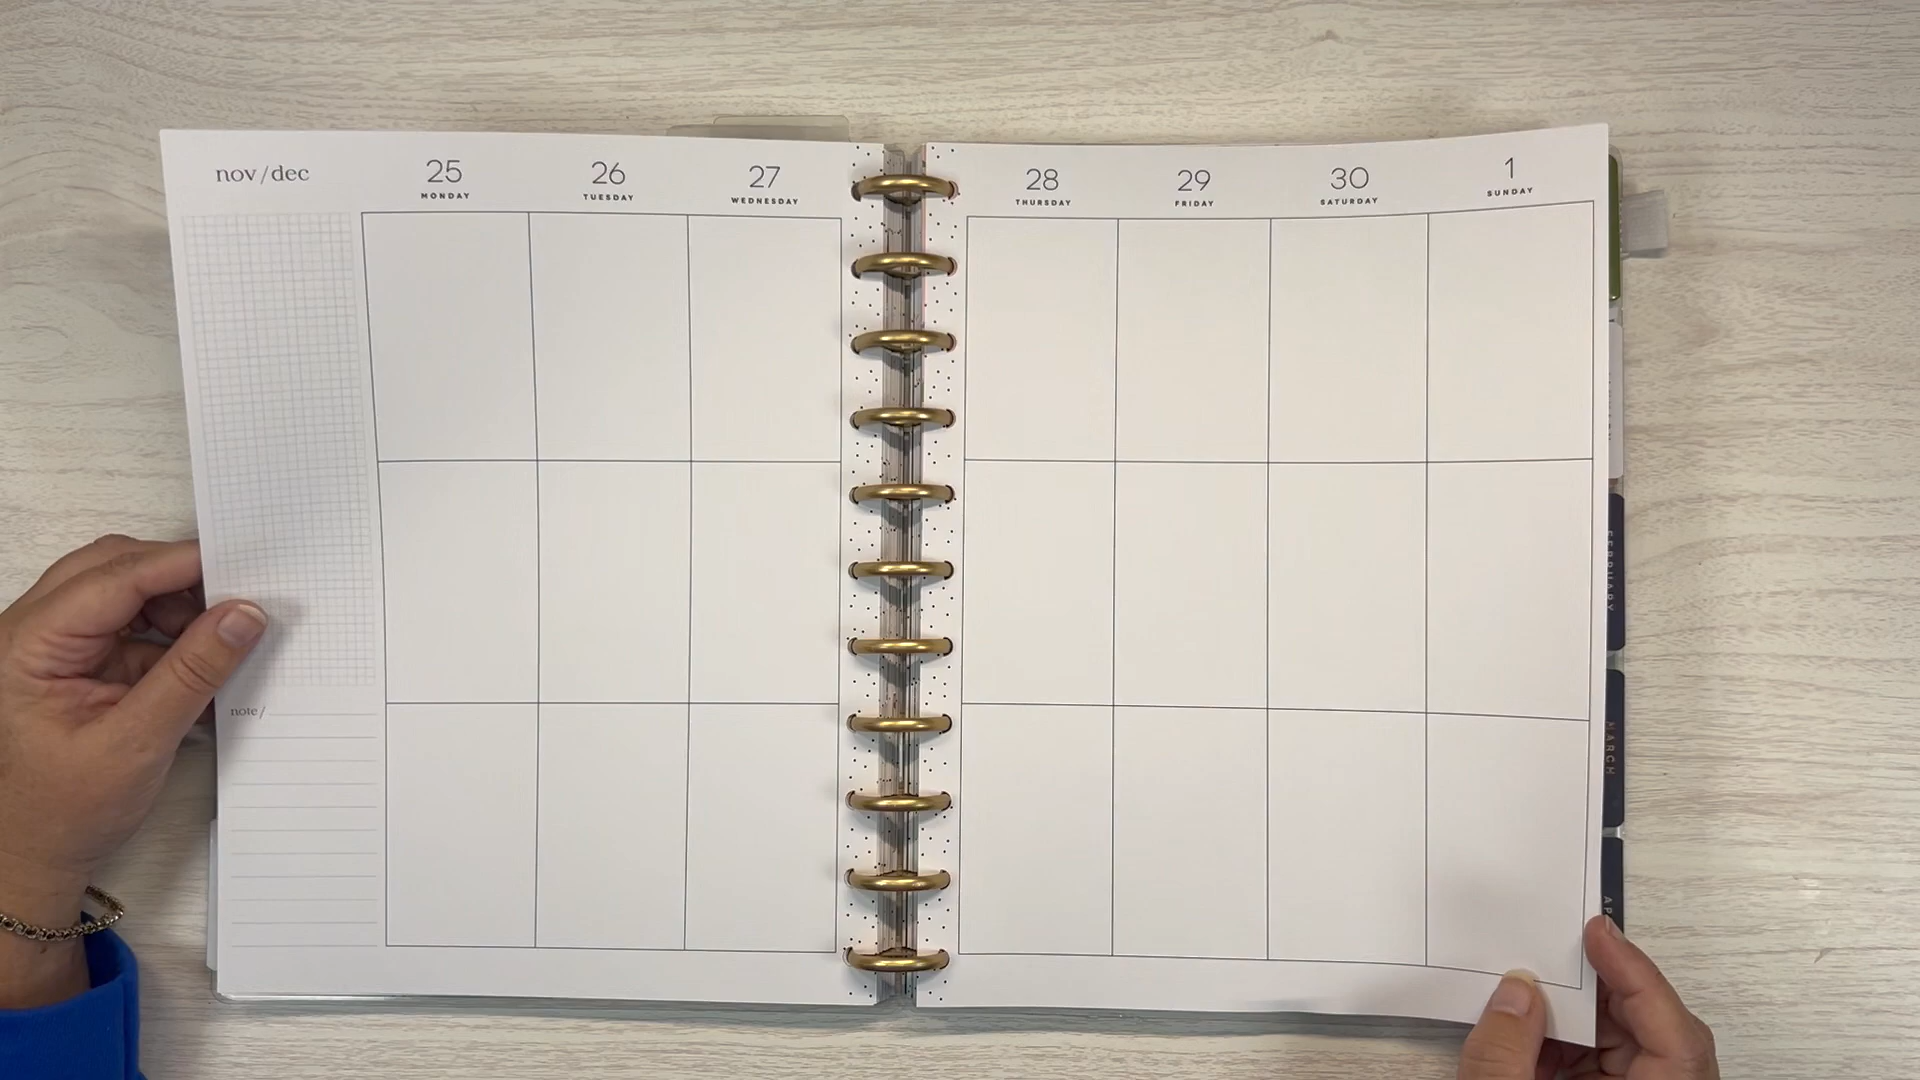 nov/dec
25
MONDAY
26
TUESDAY
27
WEDNESDAY
28
THURSDAY
29
FRIDAY
30
SATURDAY
1
SUNDAY
note/
FEBRUARY
MARCH